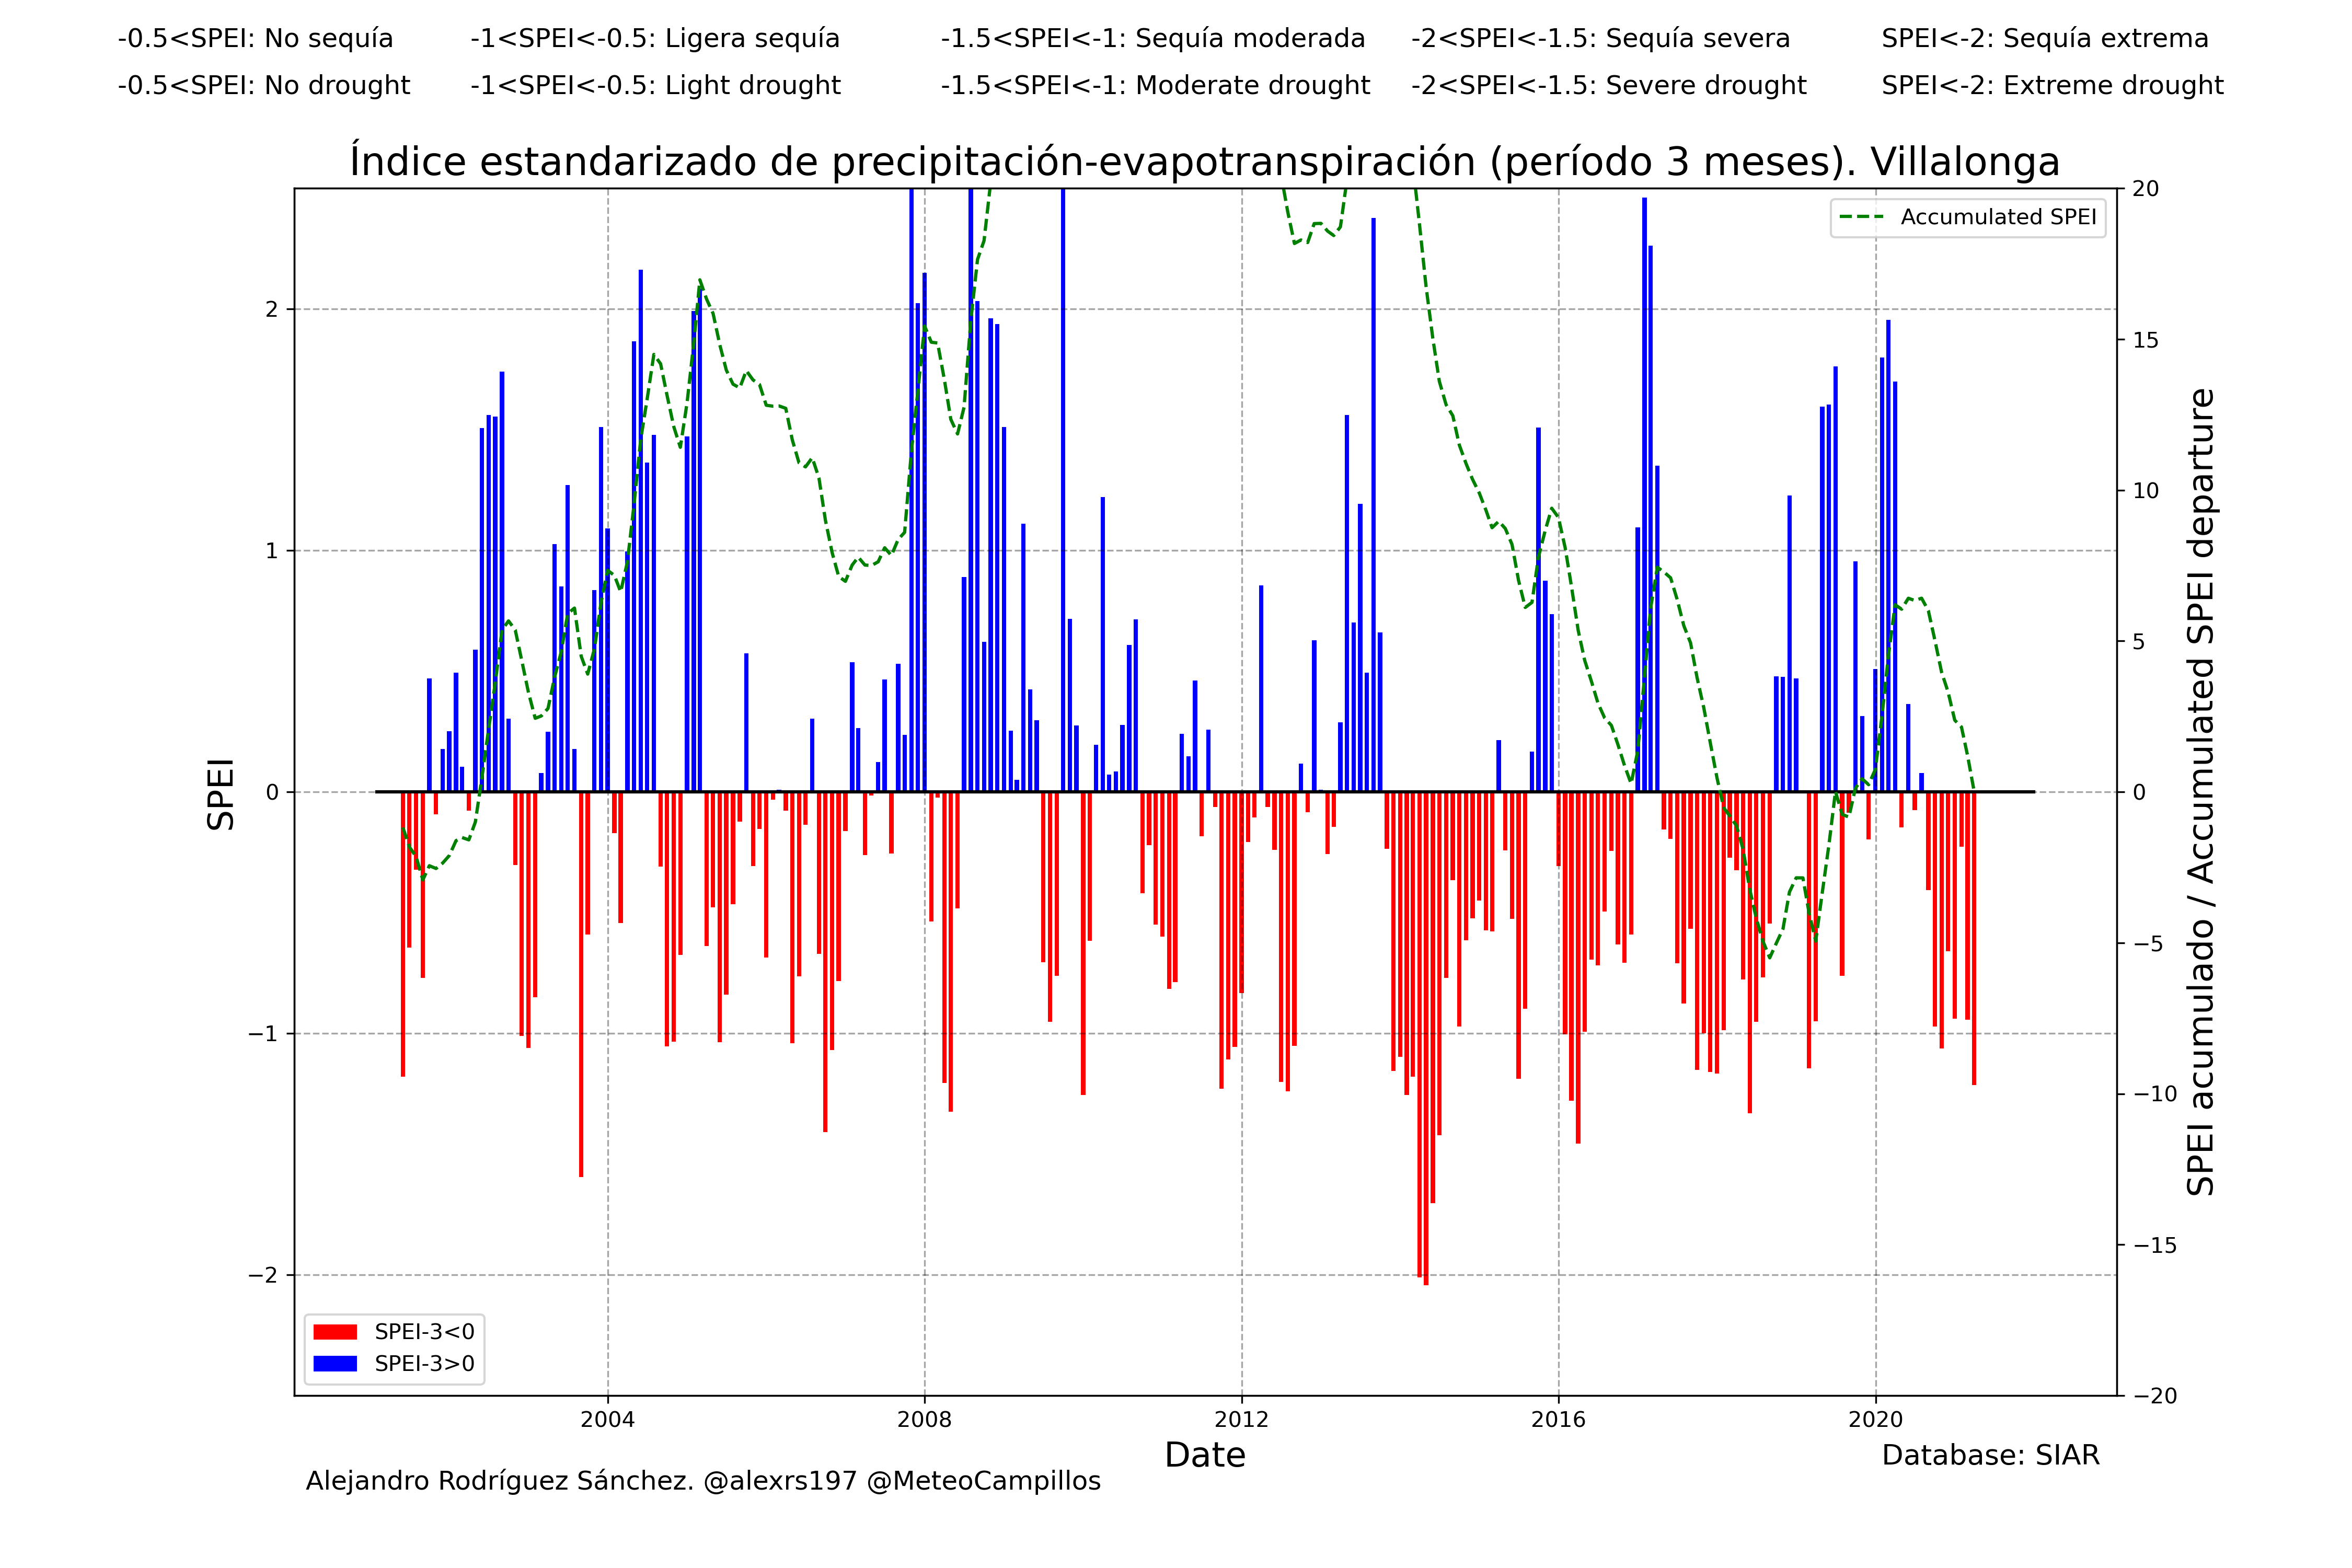 -0.5<SPEI: No sequía -1<SPEI<-0.5: Ligera sequía -1.5<SPEI<-1: Sequía moderada -2<SPEI<-1.5: Sequía severa SPEI<-2: Sequía extrema
-0.5<SPEI: No drought -1<SPEI<-0.5: Light drought -1.5<SPEI<-1: Moderate drought -2<SPEI<-1.5: Severe drought SPEI<-2: Extreme drought
Índice estandarizado de precipitación-evapotranspiración (período 3 meses). Villalonga
Accumulated SPEI
SPEI
2
1
0
−1
−2
20
15
10
5
0
−5
−10
−15
−20
SPEI acumulado / Accumulated SPEI departure
SPEI-3<0
SPEI-3>0
2004 2008 2012 2016 2020
Date
Database: SIAR
Alejandro Rodríguez Sánchez. @alexrs197 @MeteoCampillos